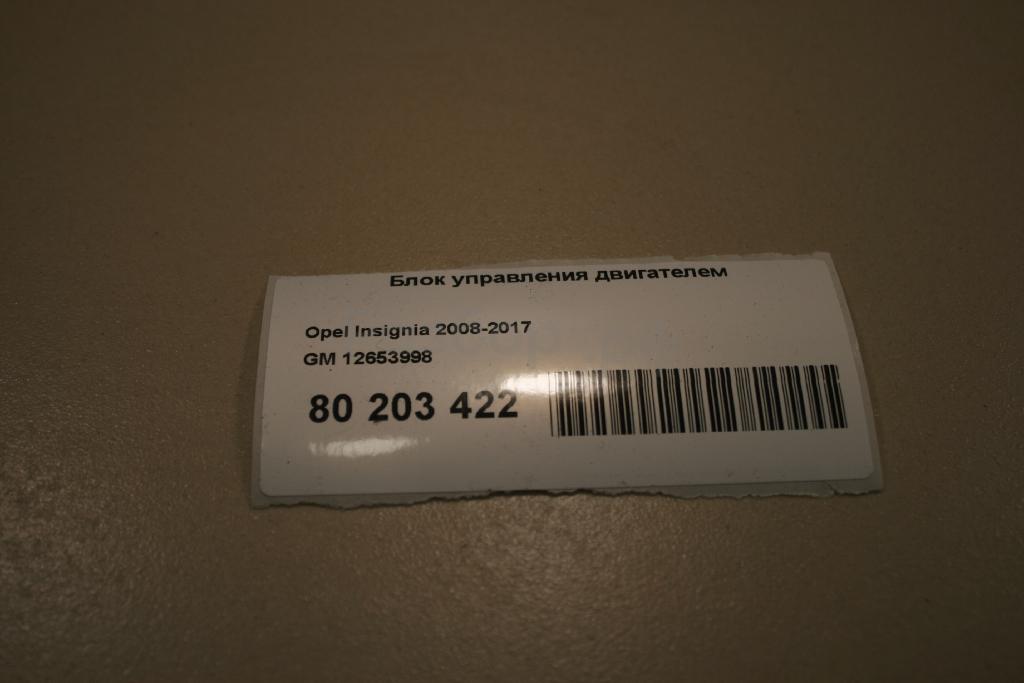 Блок управления двигателем
Opel Insignia 2008-2017
GM 12653998
80 203 422